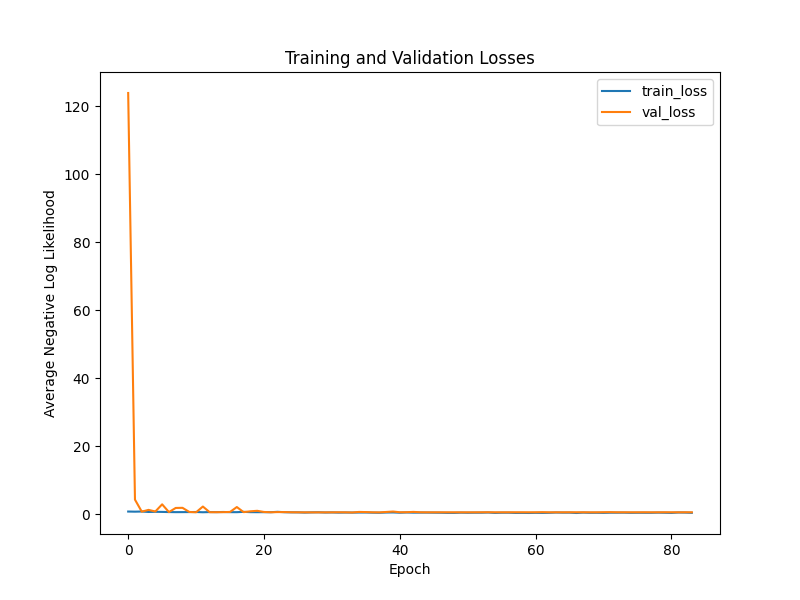 Training and Validation Losses
train_loss
val_loss
Average Negative Log Likelihood
120
100
80
60
40
20
0
0 20 40 60 80
Epoch